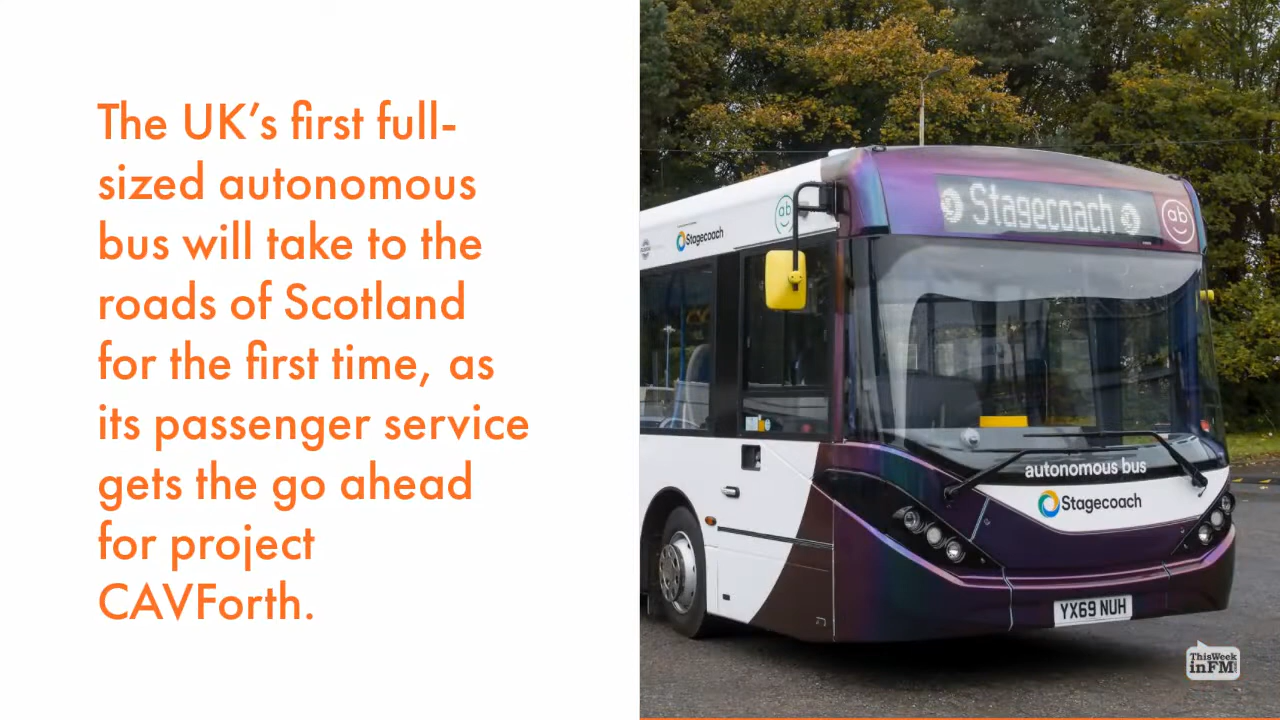 The UK’s first full-
sized autonomous
bus will take to the
roads of Scotland
for the first time, as
its passenger service
gets the go ahead
for project
CAVForth.
Stagecoach
ab
ab
Stagecoach
autonomous bus
Stagecoach
YX69 NUH
ThisWeek
inFM